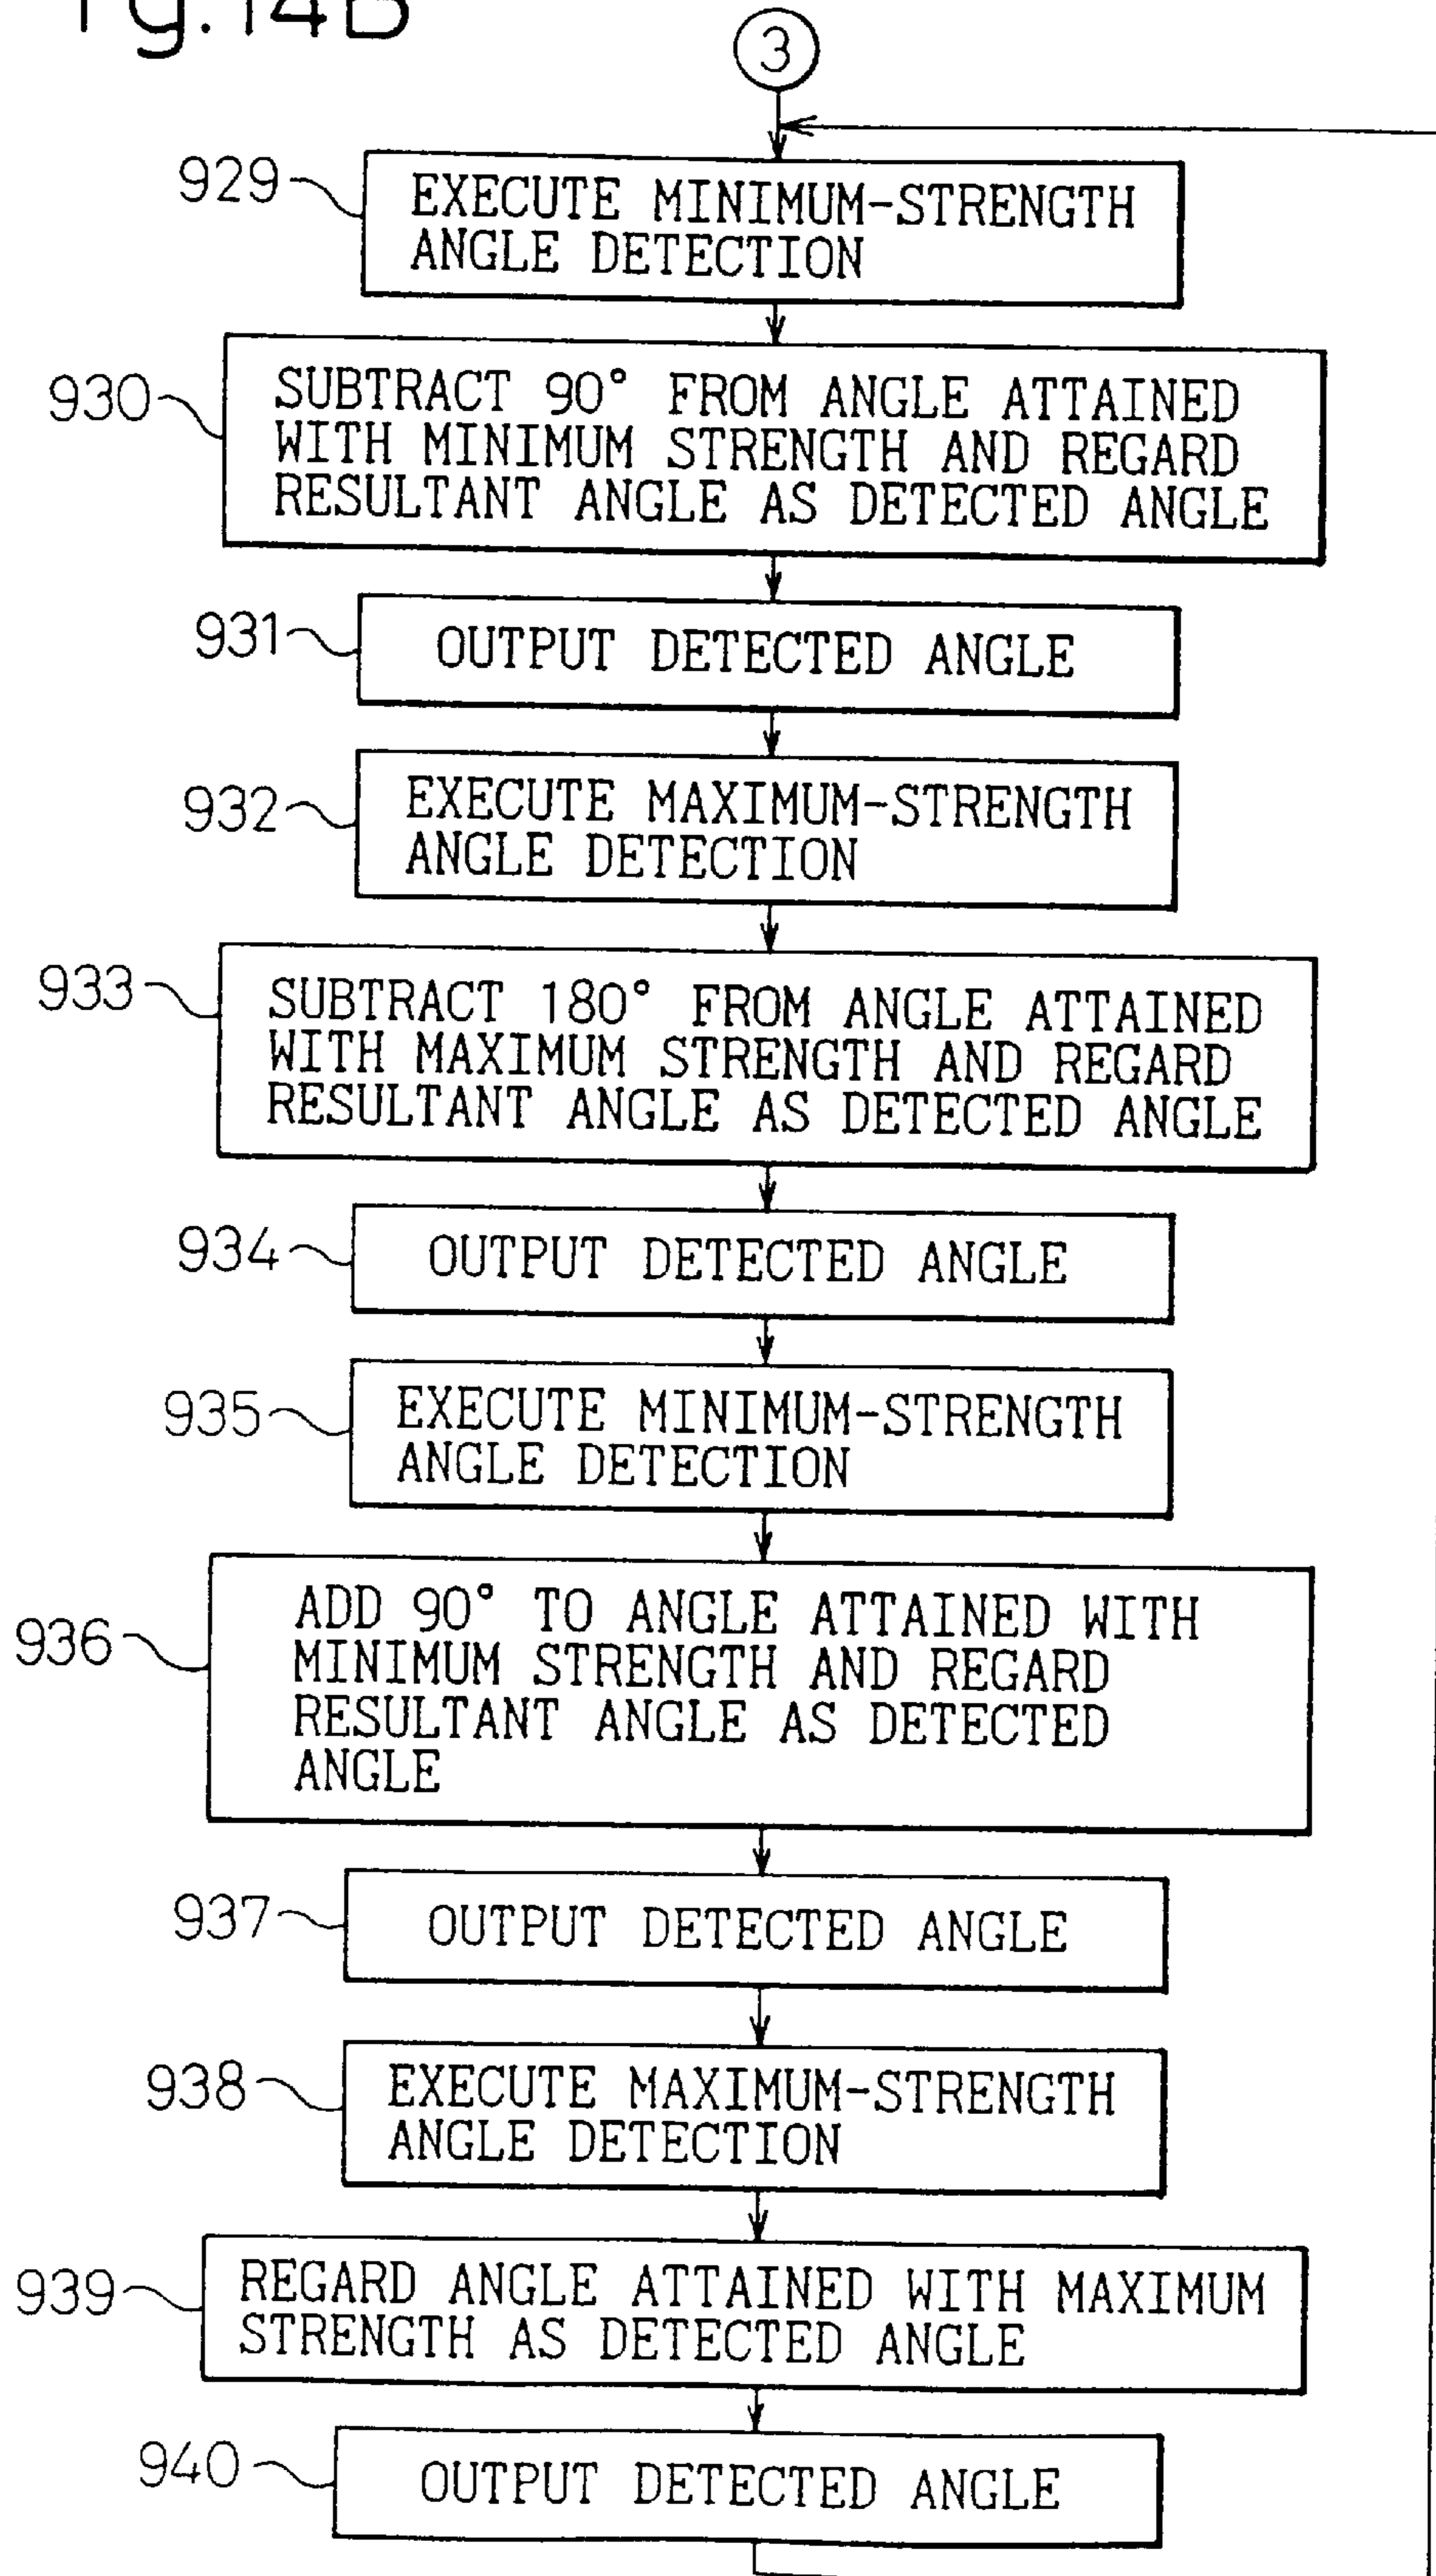 Fig. 14B
3
929
EXECUTE MINIMUM-STRENGTH
ANGLE DETECTION
930
SUBTRACT 90° FROM ANGLE ATTAINED
WITH MINIMUM STRENGTH AND REGARD
RESULTANT ANGLE AS DETECTED ANGLE
931
OUTPUT DETECTED ANGLE
932
EXECUTE MAXIMUM-STRENGTH
ANGLE DETECTION
933
SUBTRACT 180° FROM ANGLE ATTAINED
WITH MAXIMUM STRENGTH AND REGARD
RESULTANT ANGLE AS DETECTED ANGLE
934
OUTPUT DETECTED ANGLE
935
EXECUTE MINIMUM-STRENGTH
ANGLE DETECTION
936
ADD 90° TO ANGLE ATTAINED WITH
MINIMUM STRENGTH AND REGARD
RESULTANT ANGLE AS DETECTED
ANGLE
937
OUTPUT DETECTED ANGLE
938
EXECUTE MAXIMUM-STRENGTH
ANGLE DETECTION
939
REGARD ANGLE ATTAINED WITH MAXIMUM
STRENGTH AS DETECTED ANGLE
940
OUTPUT DETECTED ANGLE